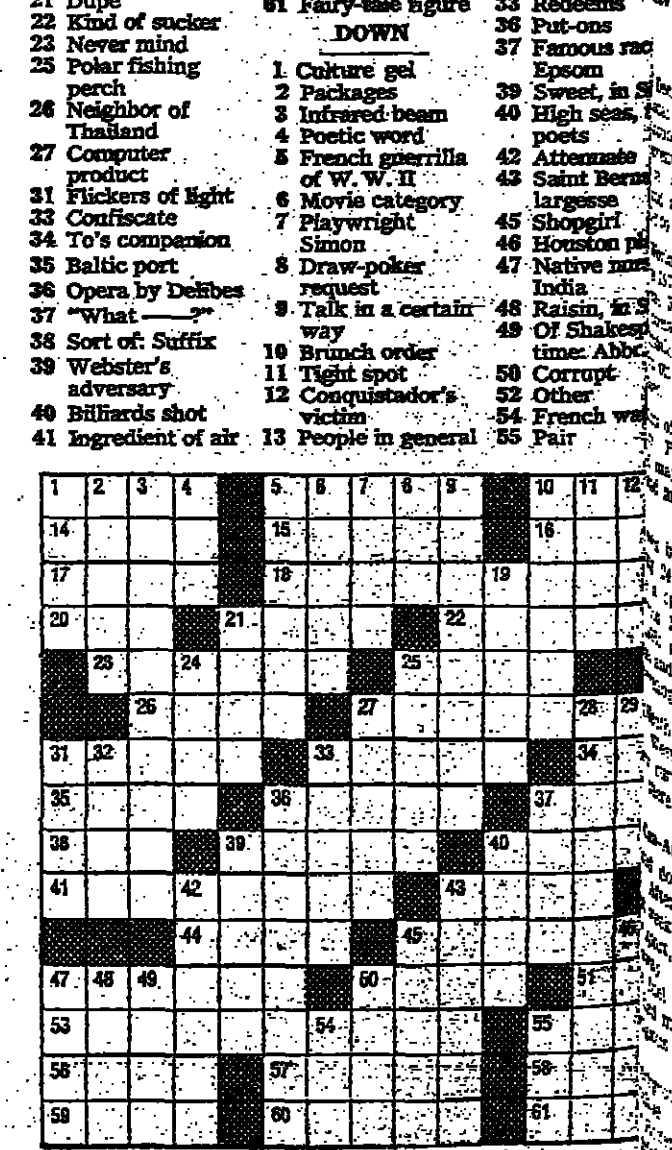 21 Dupe
22 Kind of sucker
23 Never mind
25 Polar fishing
perch
26 Neighbor of
Thailand
27 Computer
product
31 Flickers of light
33 Confiscate
34 To's companion
35 Baltic port
36 Opera by Delibes
37 "What ——?"
38 Sort of: Suffix
39 Webster's
adversary
40 Billiards shot
41 Ingredient of air
61 Fairy-tale figure
DOWN
1 Culture gel
2 Packages
3 Infrared beam
4 Poetic word
5 French guerrilla
of W. W. II
6 Movie category
7 Playwright
Simon
8 Draw-poker
request
9 Talk in a certain
way
10 Brunch order
11 Tight spot
12 Conquistador's
victim
13 People in general
33 Redeems
36 Put-ons
37 Famous
Epsom
39 Sweet, in
40 High seas,
poets
42 Attenuate
43 Saint
largesse
45 Shopgirl
46 Houston
47 Native
India
48 Raisin, in
49 Of
time: Abbr.
50 Corrupt
52 Other
54 French
55 Pair
1 2 3 4 5 6 7 8 9 10 11 12
14 15 16
17 18 19
20 21 22
23 24 25
26 27 28 29
31 32 33 34
35 36 37
38 39 40
41 42 43
44 45 46
47 48 49 50 51
53 54 55
56 57 58
59 60 61